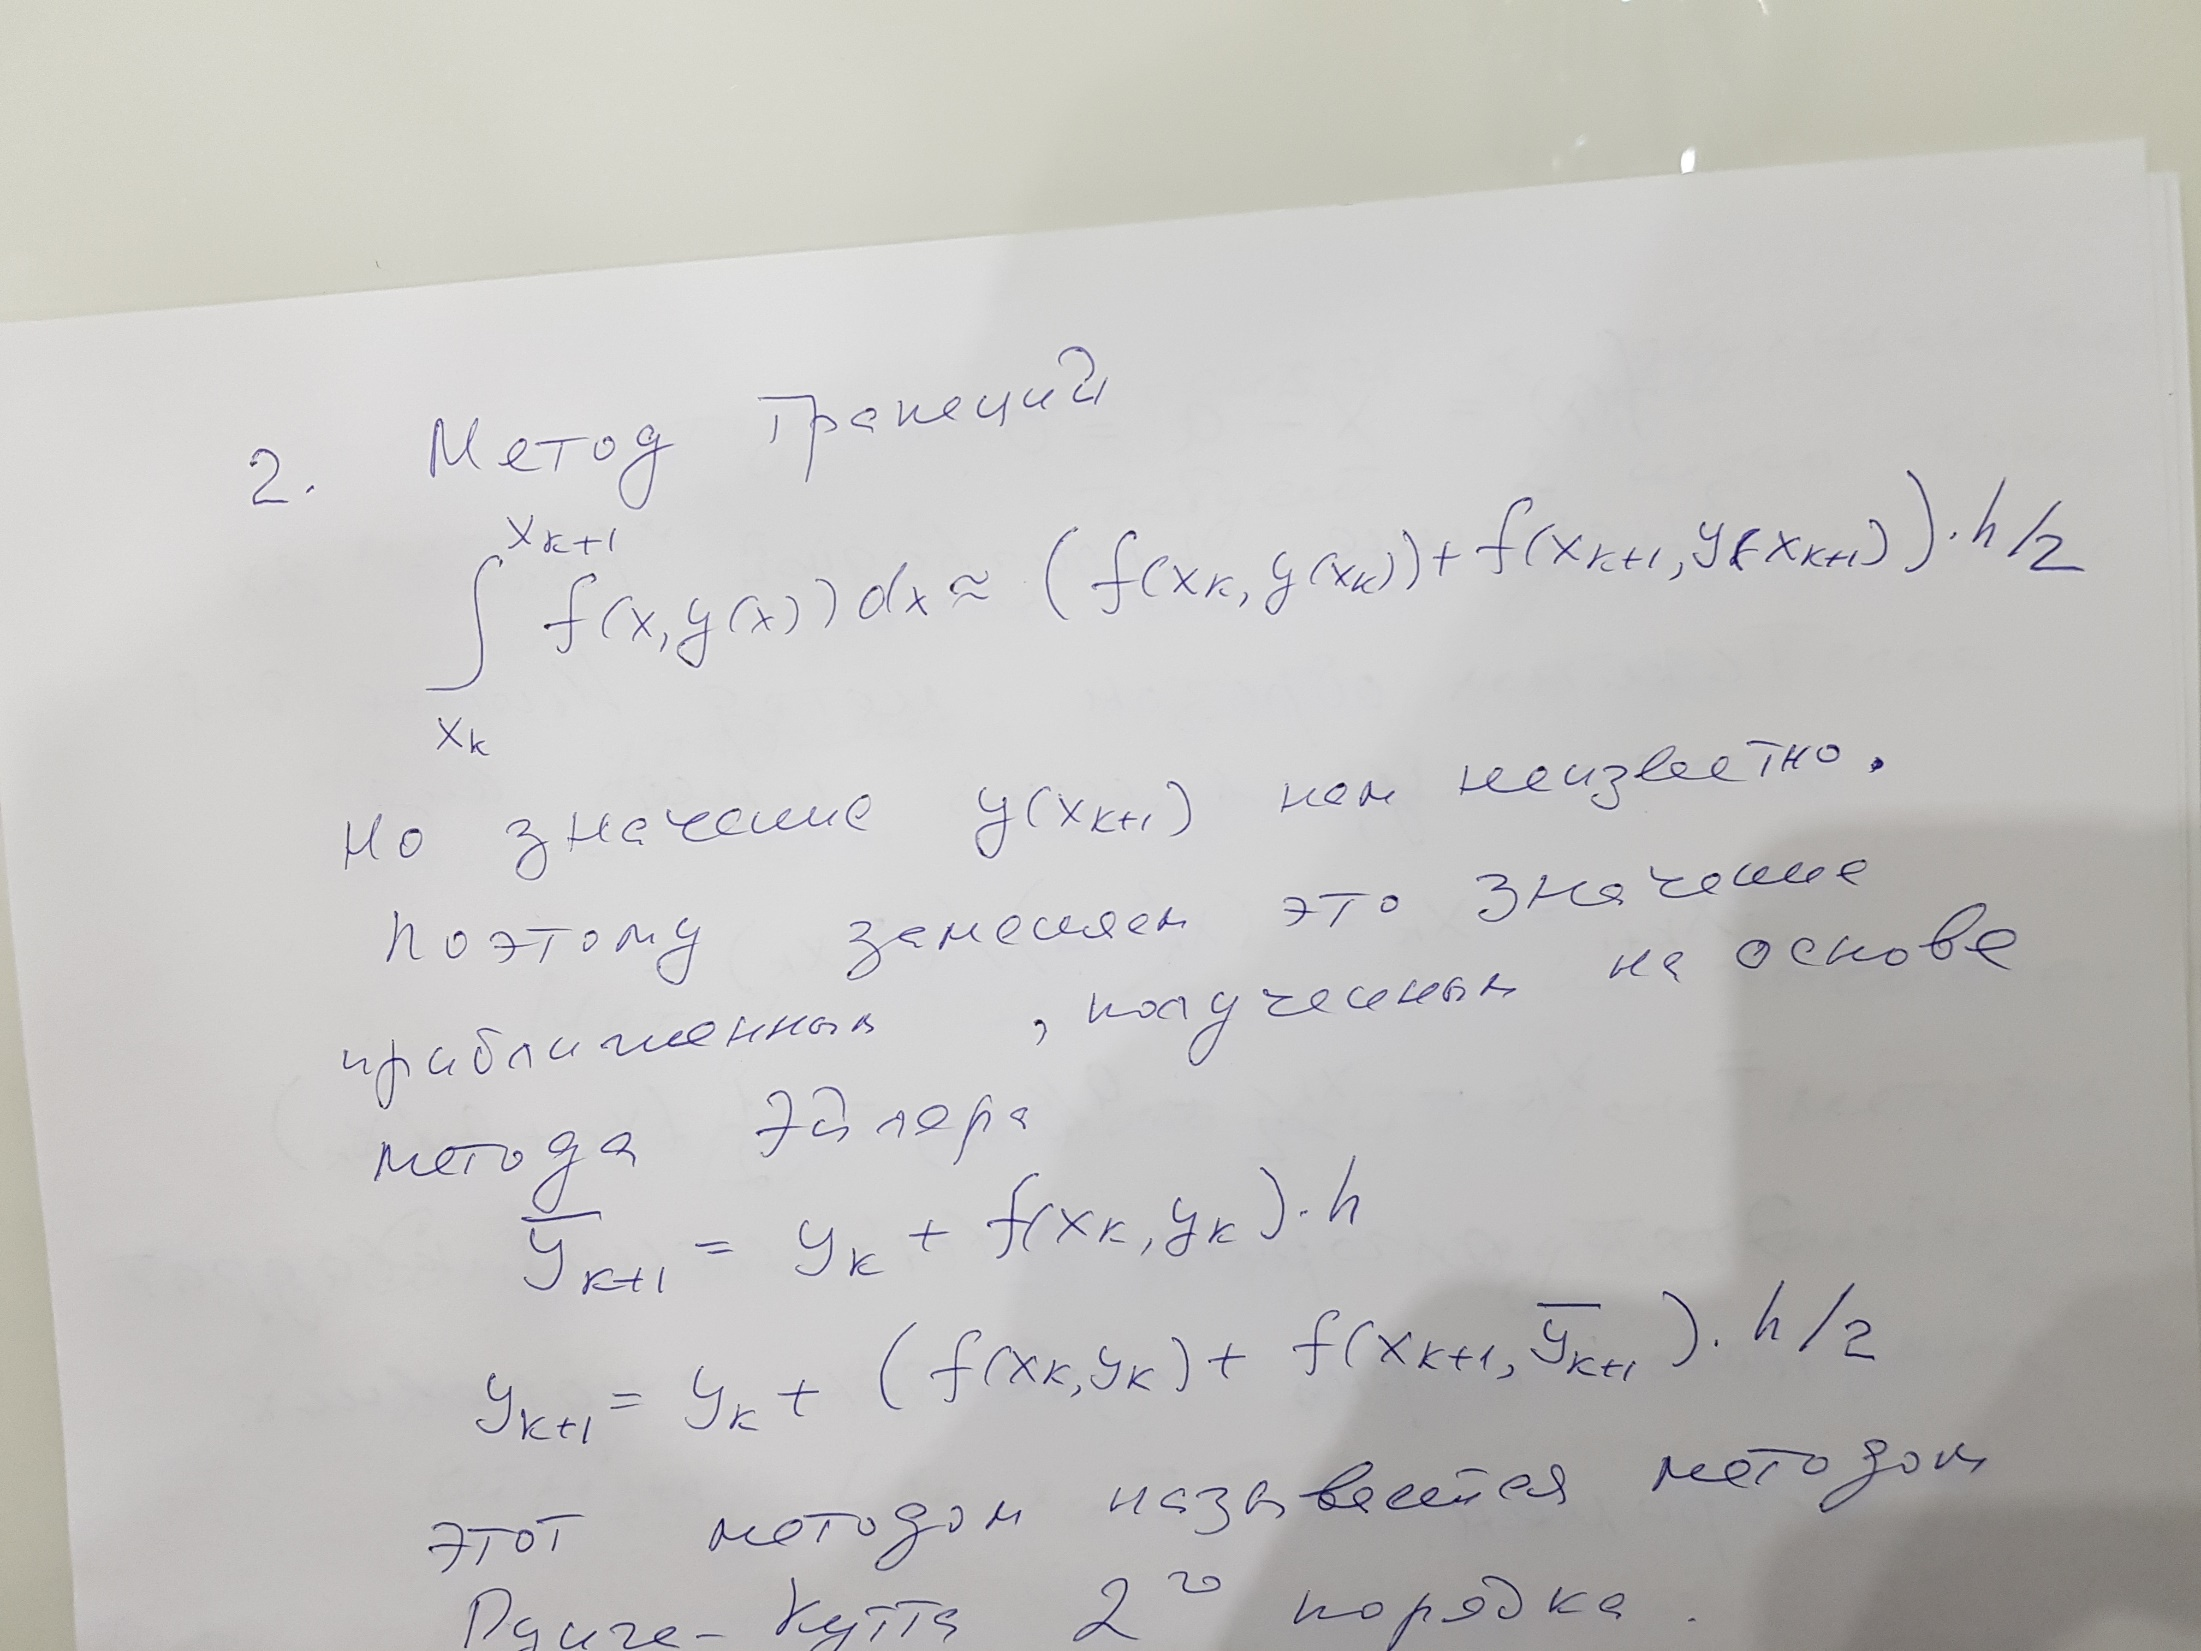 2. Метод трапеций
∫ₓₖ^xₖ₊₁ f(x, y(x)) dx ≈ (f(xₖ, y(xₖ)) + f(xₖ₊₁, y(xₖ₊₁))·h/2
Но значение y(xₖ₊₁) нам неизвестно.
Поэтому заменяем это значение
приближенным , полученным на основе
метода Эйлера
y̅ₖ₊₁ = yₖ + f(xₖ, yₖ)·h
yₖ₊₁ = yₖ + (f(xₖ, yₖ) + f(xₖ₊₁, y̅ₖ₊₁)·h/2
этот методом называется методом
Рунге-Кутта 2го порядка.